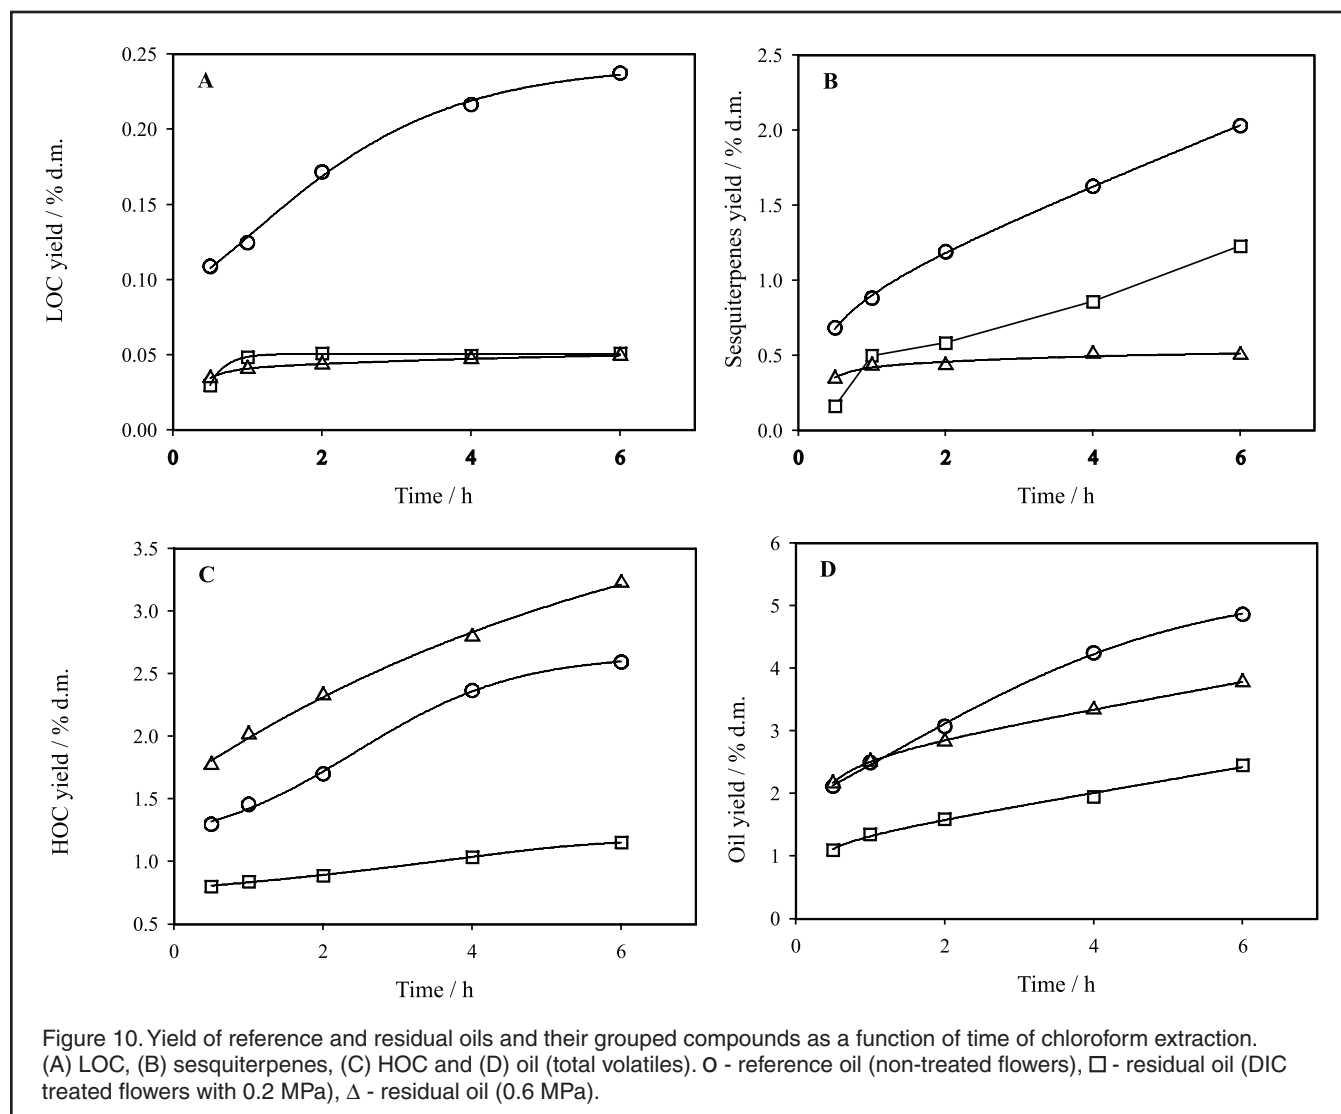 A
LOC yield / % d.m.
0.25
0.20
0.15
0.10
0.05
0.00
0 2 4 6
Time / h
B
Sesquiterpenes yield / % d.m.
2.5
2.0
1.5
1.0
0.5
0.0
0 2 4 6
Time / h
C
HOC yield / % d.m.
3.5
3.0
2.5
2.0
1.5
1.0
0.5
0 2 4 6
Time / h
D
Oil yield / % d.m.
6
5
4
3
2
1
0
0 2 4 6
Time / h
Figure 10. Yield of reference and residual oils and their grouped compounds as a function of time of chloroform extraction.
(A) LOC, (B) sesquiterpenes, (C) HOC and (D) oil (total volatiles). O - reference oil (non-treated flowers), □ - residual oil (DIC
treated flowers with 0.2 MPa), Δ - residual oil (0.6 MPa).